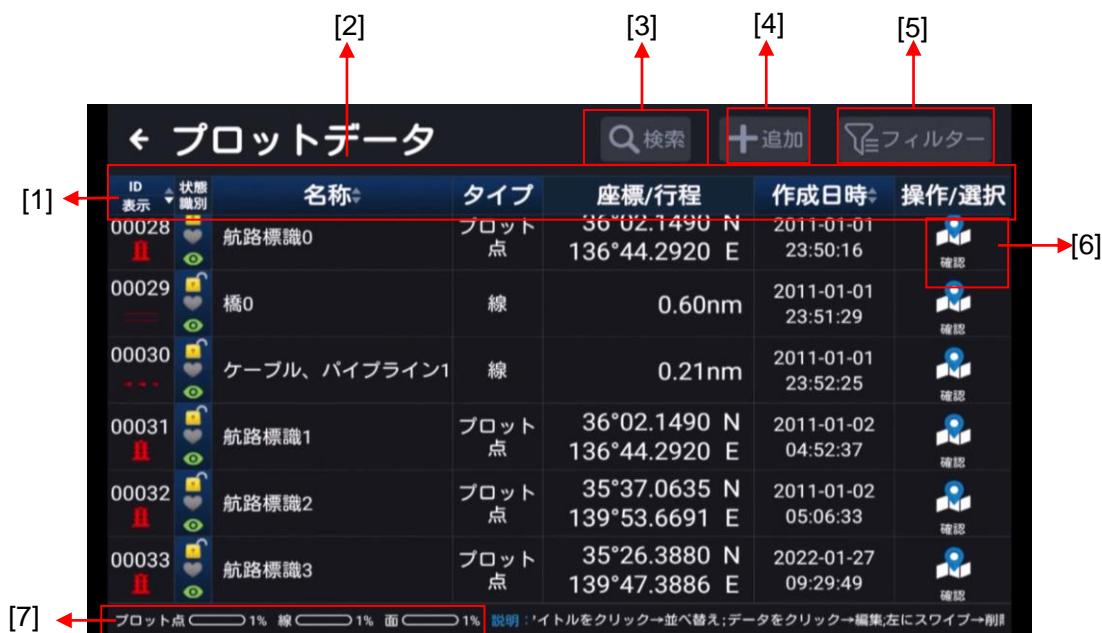 [2] [3] [4] [5]
← プロットデータ 検索 追加 フィルター
[1]
ID 状態 名称 タイプ 座標/行程 作成日時 操作/選択
表示 識別
00028 航路標識0 プロット 36°02.1490 N 2011-01-01
点 136°44.2920 E 23:50:16 確認
[6]
00029 橋0 線 0.60nm 2011-01-01
23:51:29 確認
00030 ケーブル、パイプライン1 線 0.21nm 2011-01-01
23:52:25 確認
00031 航路標識1 プロット 36°02.1490 N 2011-01-02
点 136°44.2920 E 04:52:37 確認
00032 航路標識2 プロット 35°37.0635 N 2011-01-02
点 139°53.6691 E 05:06:33 確認
00033 航路標識3 プロット 35°26.3880 N 2022-01-27
点 139°47.3886 E 09:29:49 確認
[7]
プロット点 1% 線 1% 面 1% 説明:イトルをクリック→並べ替え;データをクリック→編集;左にスワイプ→削